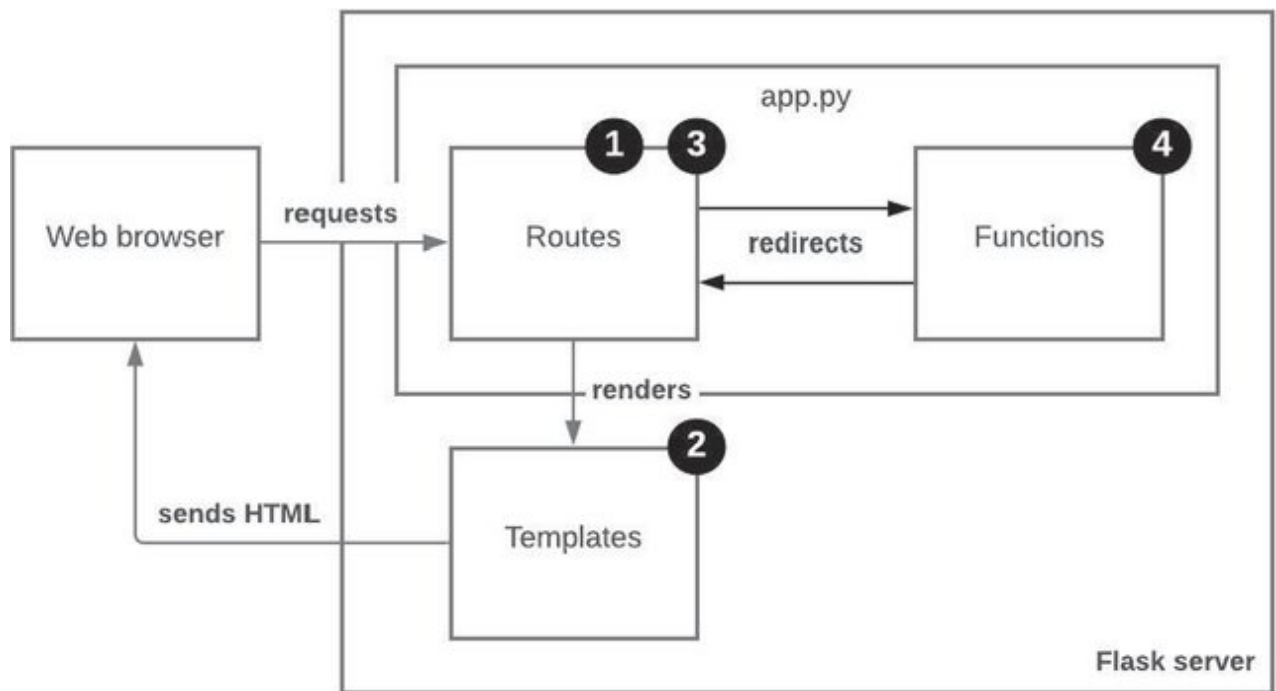 app.py
1
3
4
Web browser
requests
Routes
redirects
Functions
renders
2
sends HTML
Templates
Flask server